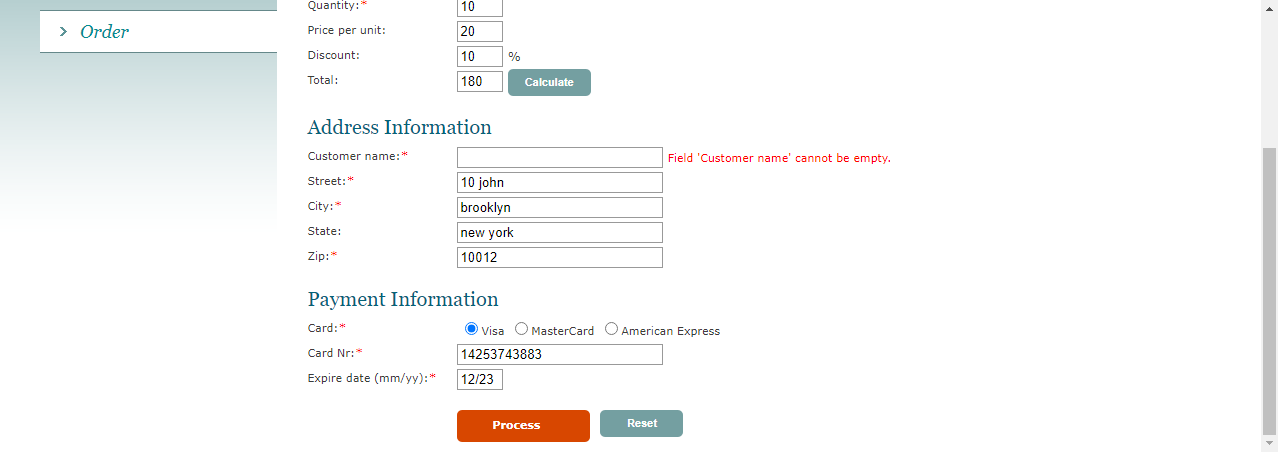 Quantity:* 10
Order
Price per unit: 20
Discount: 10 %
Total: 180 Calculate
Address Information
Customer name:* Field 'Customer name' cannot be empty.
Street:* 10 john
City:* brooklyn
State: new york
Zip:* 10012
Payment Information
Card:* Visa MasterCard American Express
Card Nr:* 14253743883
Expire date (mm/yy):* 12/23
Process Reset